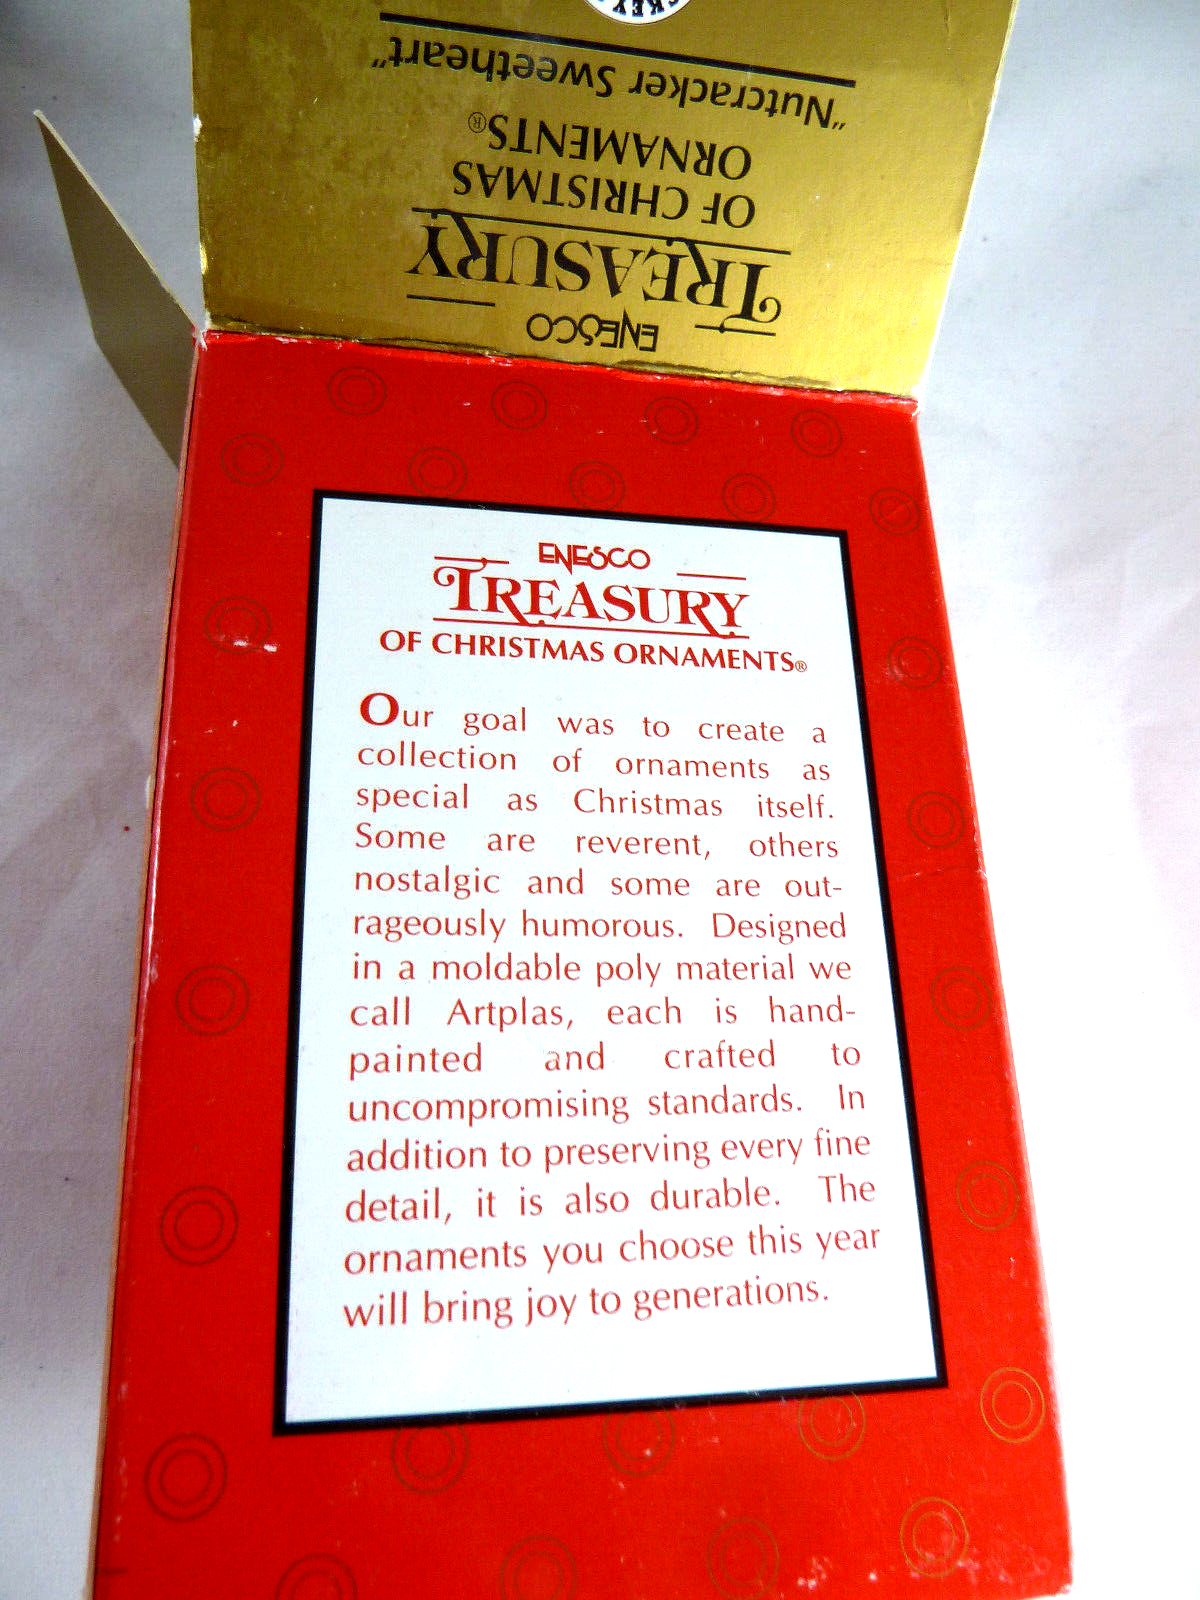 "Nutcracker Sweetheart"
ORNAMENTS®
OF CHRISTMAS
TREASURY
ENESCO
ENESCO
TREASURY
OF CHRISTMAS ORNAMENTS®
Our goal was to create a
collection of ornaments as
special as Christmas itself.
Some are reverent, others
nostalgic and some are out-
rageously humorous. Designed
in a moldable poly material we
call Artplas, each is hand-
painted and crafted to
uncompromising standards. In
addition to preserving every fine
detail, it is also durable. The
ornaments you choose this year
will bring joy to generations.